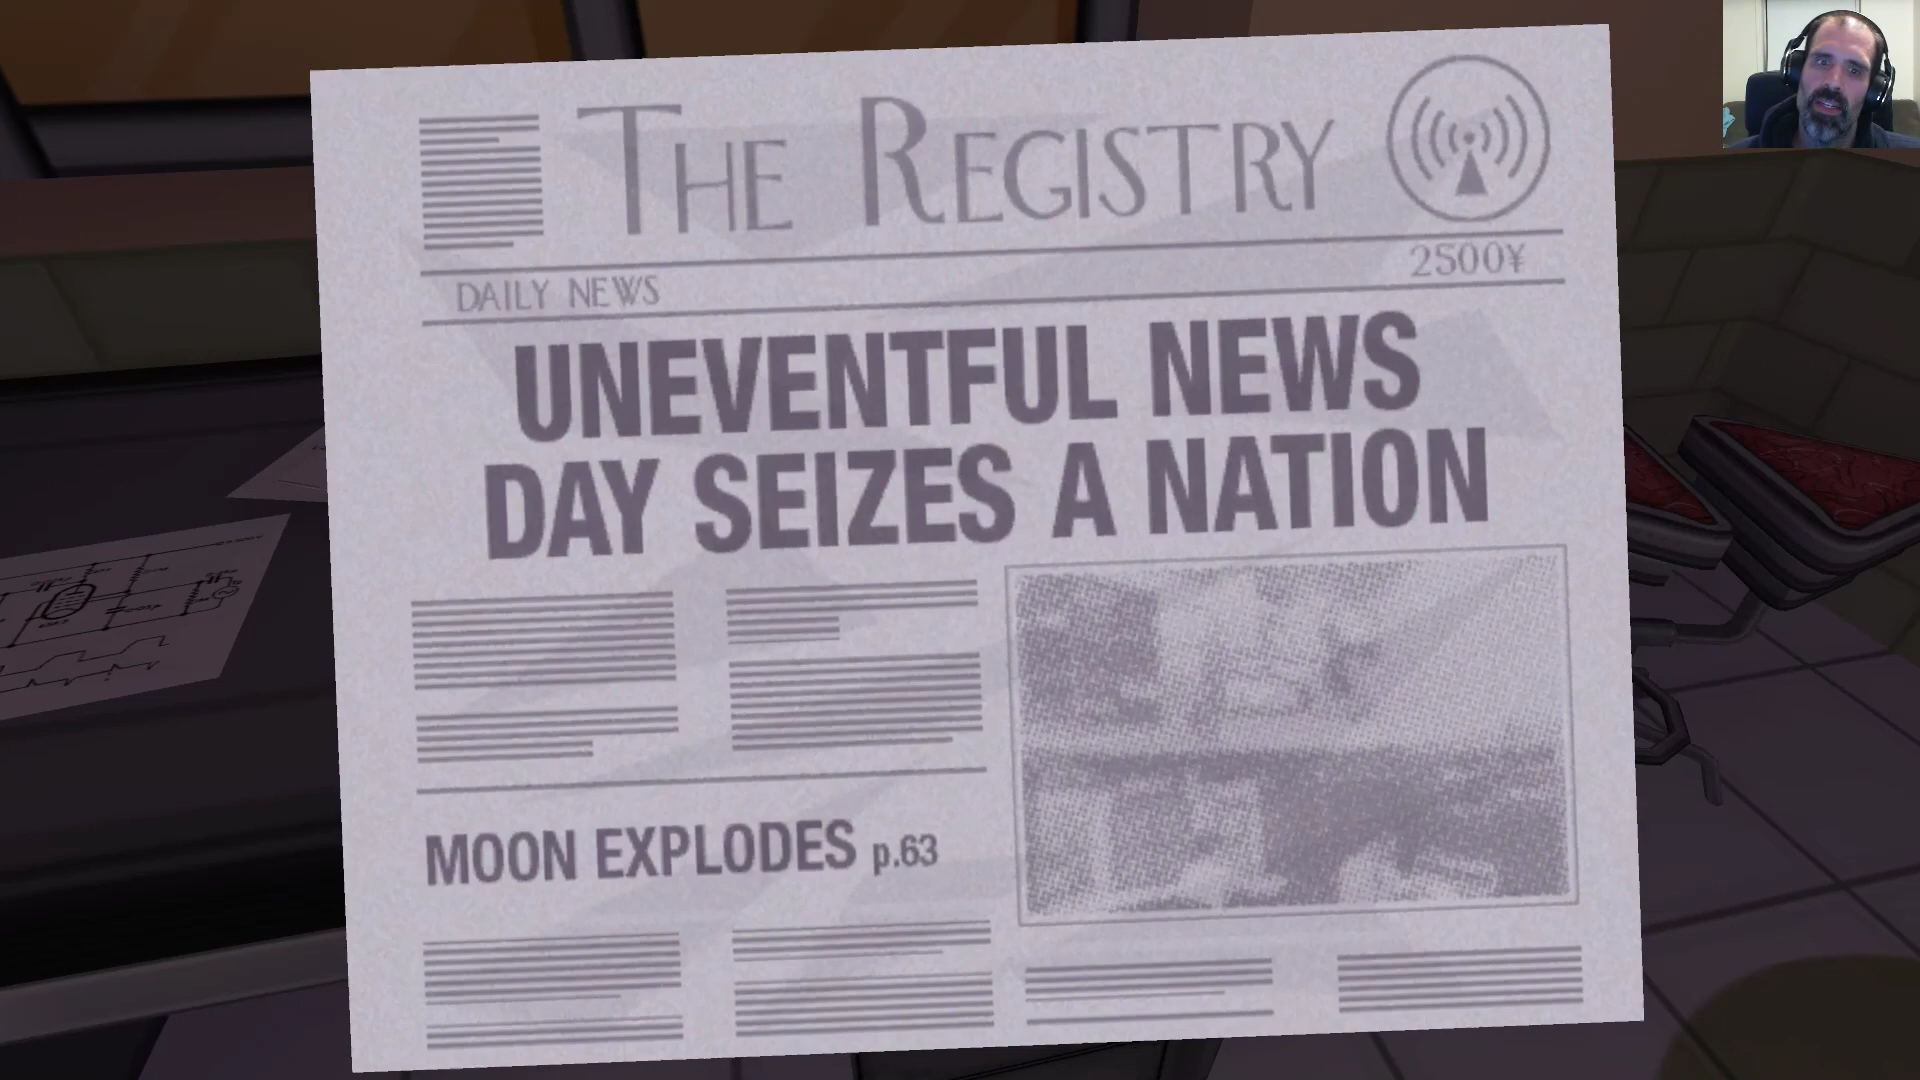 THE REGISTRY
DAILY NEWS
2500¥
UNEVENTFUL NEWS
DAY SEIZES A NATION
MOON EXPLODES p.63